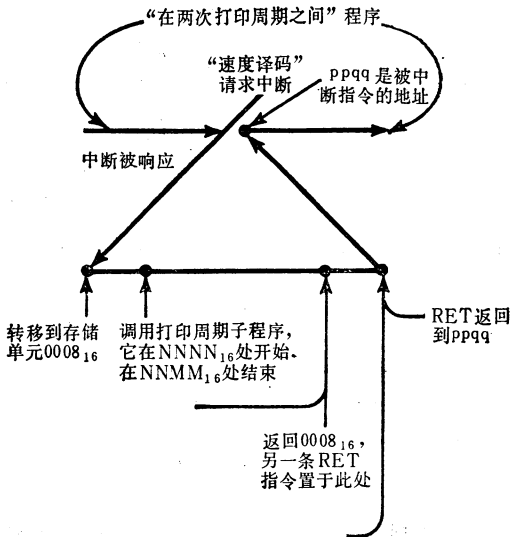 “在两次打印周期之间”程序
“速度译码”
请求中断
ppqq是被中
断指令的地址
中断被响应
转移到存储
单元0008₁₆
调用打印周期子程序，
它在NNNN₁₆处开始、
在NNMM₁₆处结束
RET返回
到ppqq
返回0008₁₆，
另一条RET
指令置于此处